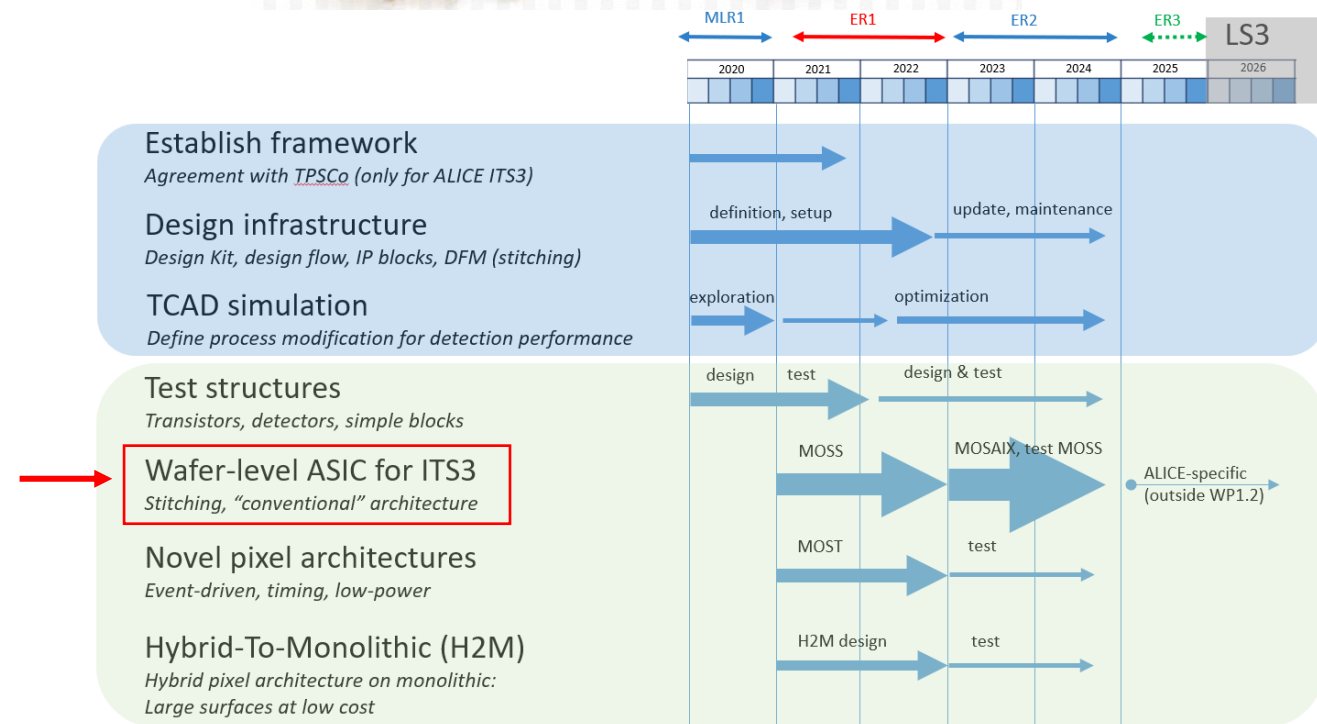 MLR1 ER1 ER2 ER3 LS3
2020 2021 2022 2023 2024 2025 2026
Establish framework
Agreement with TPSCo (only for ALICE ITS3)
Design infrastructure
Design Kit, design flow, IP blocks, DFM (stitching)
definition, setup update, maintenance
TCAD simulation
Define process modification for detection performance
exploration optimization
Test structures
Transistors, detectors, simple blocks
design test design & test
Wafer-level ASIC for ITS3
Stitching, “conventional” architecture
MOSS MOSAIX, test MOSS
ALICE-specific
(outside WP1.2)
Novel pixel architectures
Event-driven, timing, low-power
MOST test
Hybrid-To-Monolithic (H2M)
Hybrid pixel architecture on monolithic:
Large surfaces at low cost
H2M design test